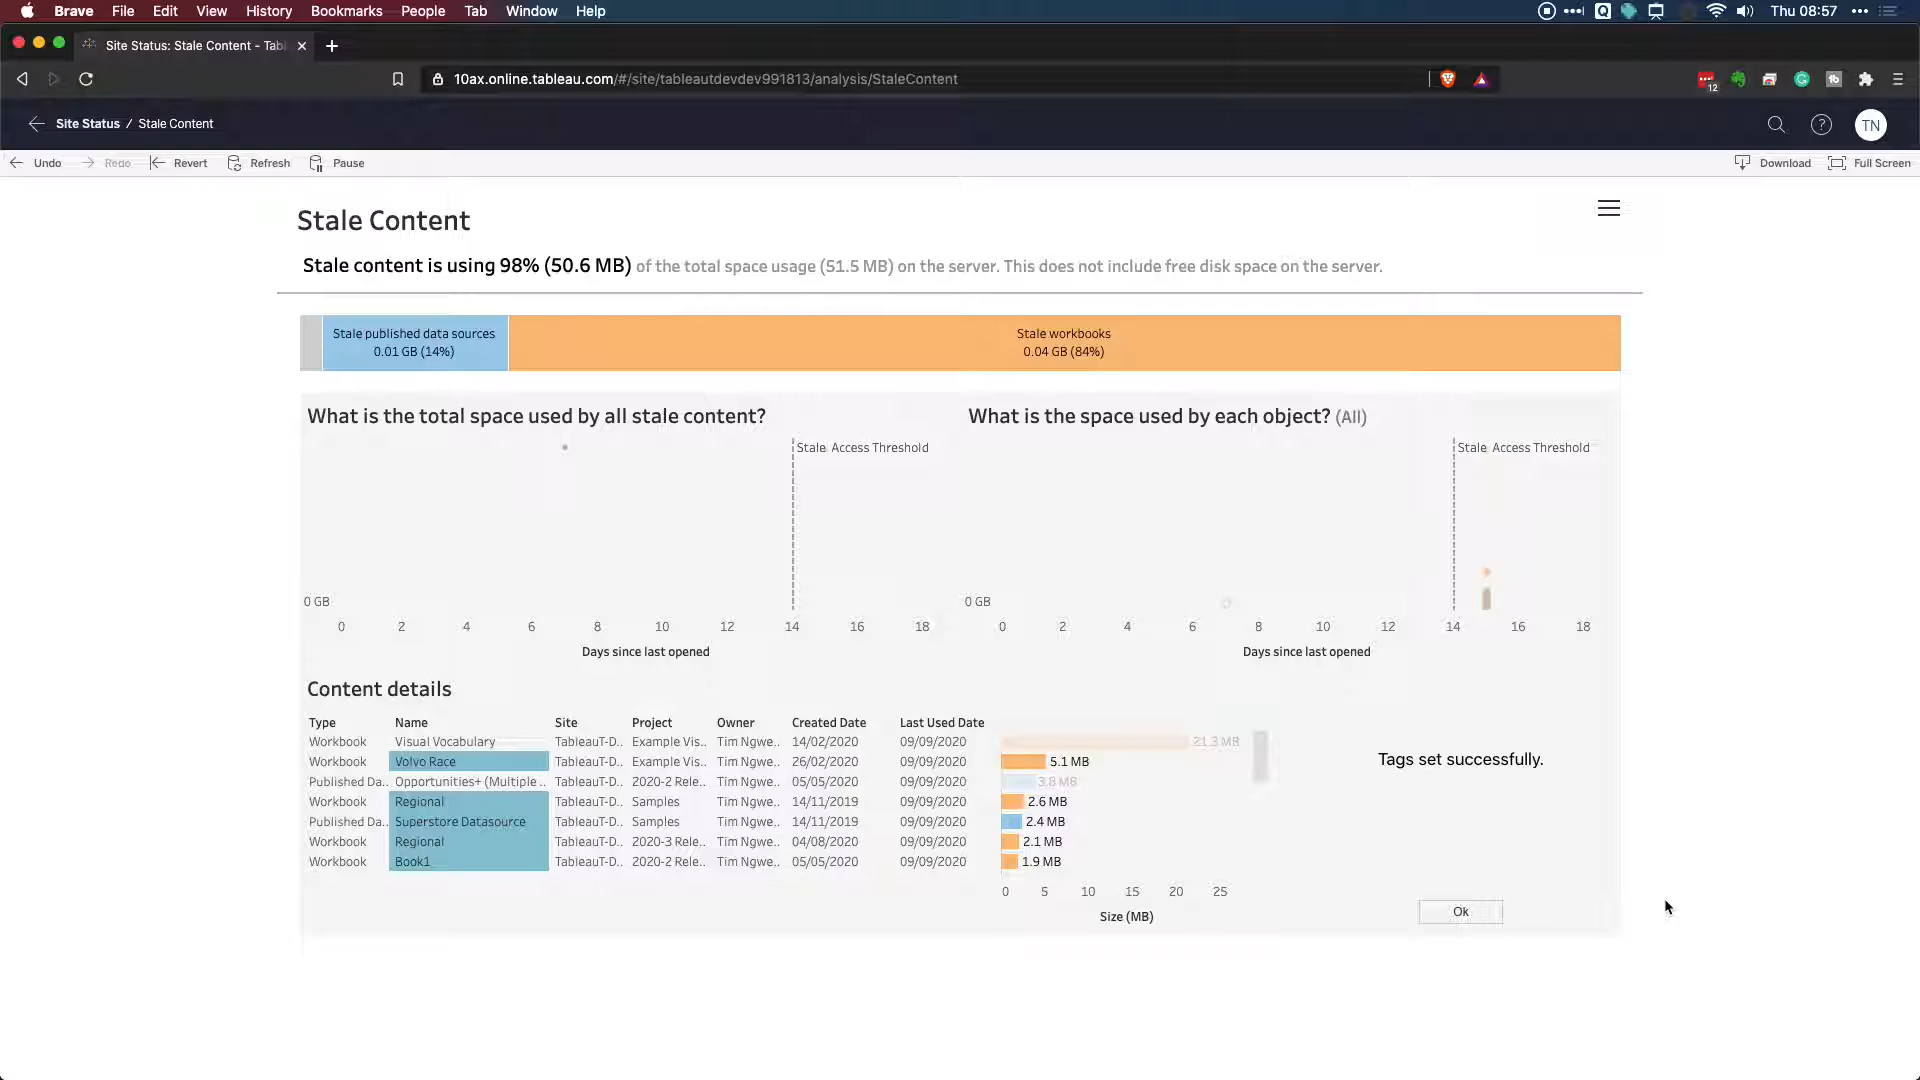 Brave File Edit View History Bookmarks People Tab Window Help Thu 08:57
Site Status: Stale Content - Tabl
10ax.online.tableau.com/#/site/tableautdevdev991813/analysis/StaleContent
12
Site Status / Stale Content
TN
Undo Redo Revert Refresh Pause Download Full Screen
Stale Content
Stale content is using 98% (50.6 MB) of the total space usage (51.5 MB) on the server. This does not include free disk space on the server.
Stale published data sources
0.01 GB (14%)
Stale workbooks
0.04 GB (84%)
What is the total space used by all stale content?
Stale Access Threshold
0 GB
0 2 4 6 8 10 12 14 16 18
Days since last opened
What is the space used by each object? (All)
Stale Access Threshold
0 GB
0 2 4 6 8 10 12 14 16 18
Days since last opened
Content details
Type Name Site Project Owner Created Date Last Used Date
Workbook Visual Vocabulary TableauT-D.. Example Vis.. Tim Ngwe.. 14/02/2020 09/09/2020 21.3 MB
Workbook Volvo Race TableauT-D.. Example Vis.. Tim Ngwe.. 26/02/2020 09/09/2020 5.1 MB
Published Da.. Opportunities+ (Multiple .. TableauT-D.. 2020-2 Rele.. Tim Ngwe.. 05/05/2020 09/09/2020 3.8 MB
Workbook Regional TableauT-D.. Samples Tim Ngwe.. 14/11/2019 09/09/2020 2.6 MB
Published Da.. Superstore Datasource TableauT-D.. Samples Tim Ngwe.. 14/11/2019 09/09/2020 2.4 MB
Workbook Regional TableauT-D.. 2020-3 Rele.. Tim Ngwe.. 04/08/2020 09/09/2020 2.1 MB
Workbook Book1 TableauT-D.. 2020-2 Rele.. Tim Ngwe.. 05/05/2020 09/09/2020 1.9 MB
0 5 10 15 20 25
Size (MB)
Tags set successfully.
Ok